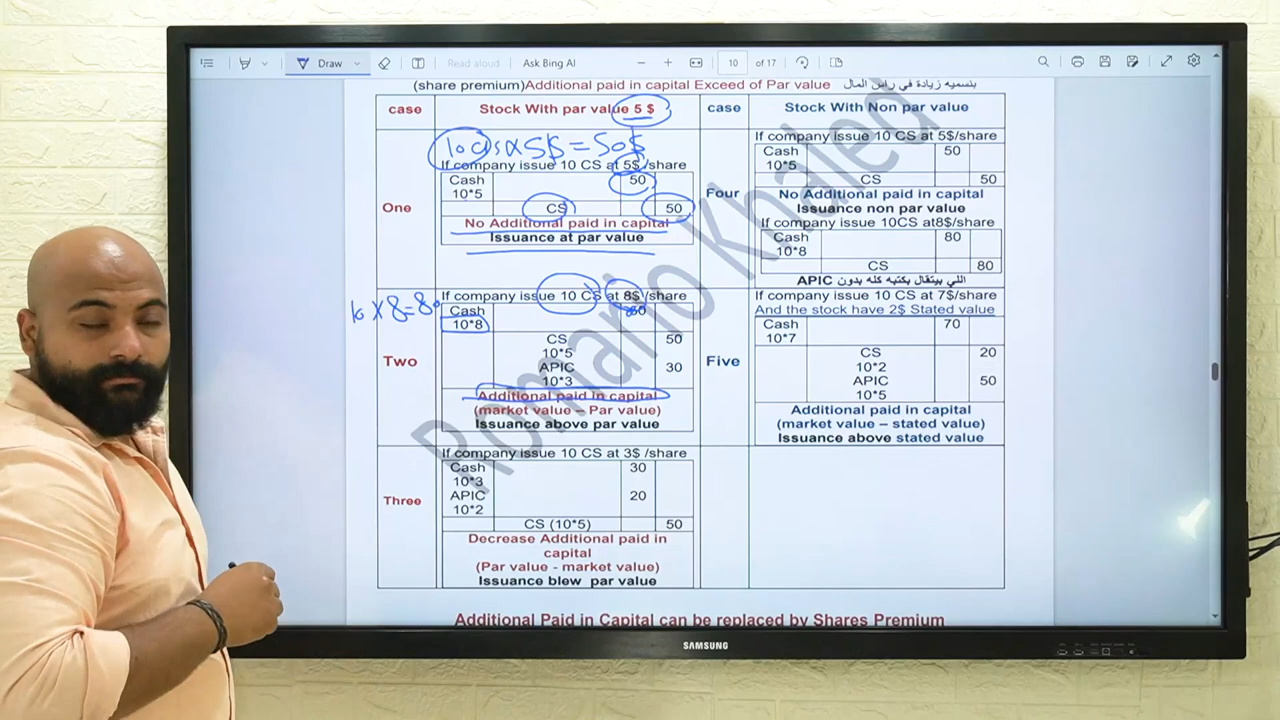 Draw
Read aloud
Ask Bing AI
10 of 17
(share premium)Additional paid in capital Exceed of Par value بنسميه زيادة في راس المال
case
Stock With par value 5 $
case
Stock With Non par value
One
10 cs x 5$ = 50$
If company issue 10 CS at 5$ /share
Cash 50
10*5
CS 50
No Additional paid in capital
Issuance at par value
Four
If company issue 10 CS at 5$/share
Cash 50
10*5
CS 50
No Additional paid in capital
Issuance non par value
If company issue 10CS at8$/share
Cash 80
10*8
CS 80
اللي بيتقال بكتبه كله بدون APIC
Two
10 x 8 = 80
If company issue 10 CS at 8$ /share
Cash 80
10*8
CS 50
10*5
APIC 30
10*3
Additional paid in capital
(market value - Par value)
Issuance above par value
Five
If company issue 10 CS at 7$/share
And the stock have 2$ Stated value
Cash 70
10*7
CS 20
10*2
APIC 50
10*5
Additional paid in capital
(market value – stated value)
Issuance above stated value
Three
If company issue 10 CS at 3$ /share
Cash 30
10*3
APIC 20
10*2
CS (10*5) 50
Decrease Additional paid in
capital
(Par value - market value)
Issuance blew par value
Additional Paid in Capital can be replaced by Shares Premium
Romario Khaled
SAMSUNG